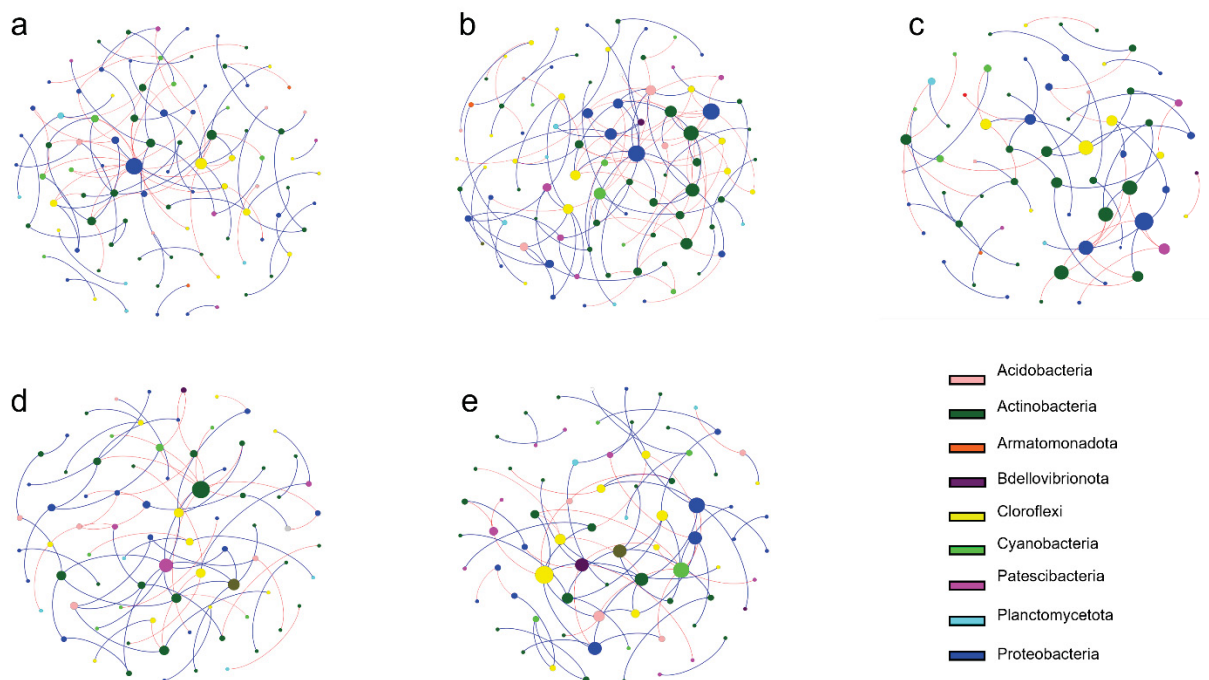 a
b
c
d
e
Acidobacteria
Actinobacteria
Armatomonadota
Bdellovibrionota
Cloroflexi
Cyanobacteria
Patescibacteria
Planctomycetota
Proteobacteria